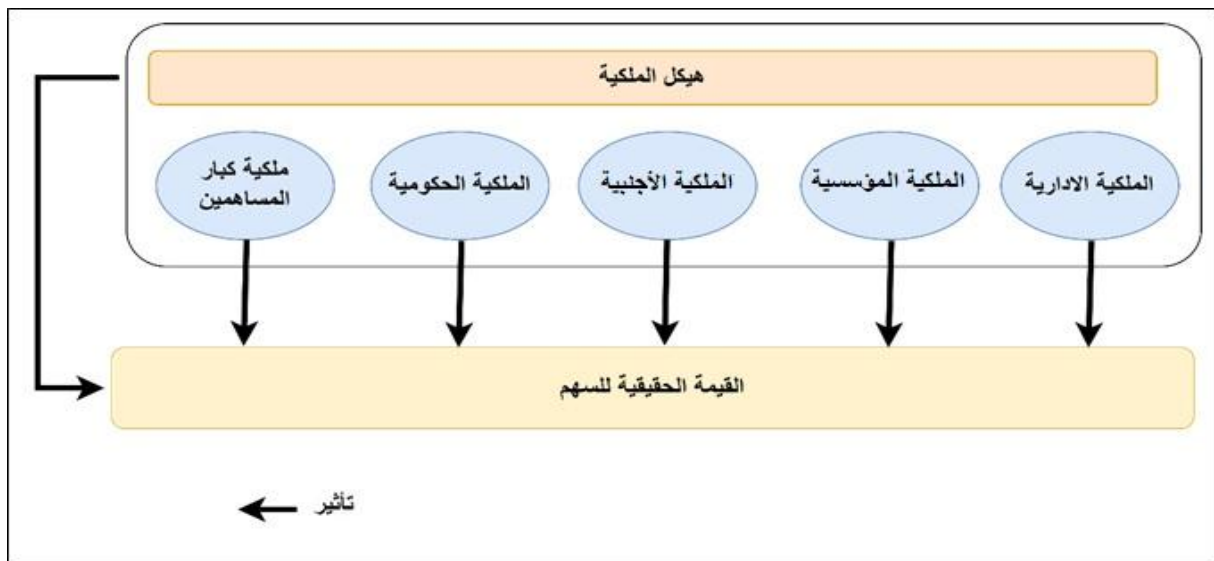 هيكل الملكية
الملكية الادارية
الملكية المؤسسية
الملكية الأجنبية
الملكية الحكومية
ملكية كبار
المساهمين
القيمة الحقيقية للسهم
تأثير